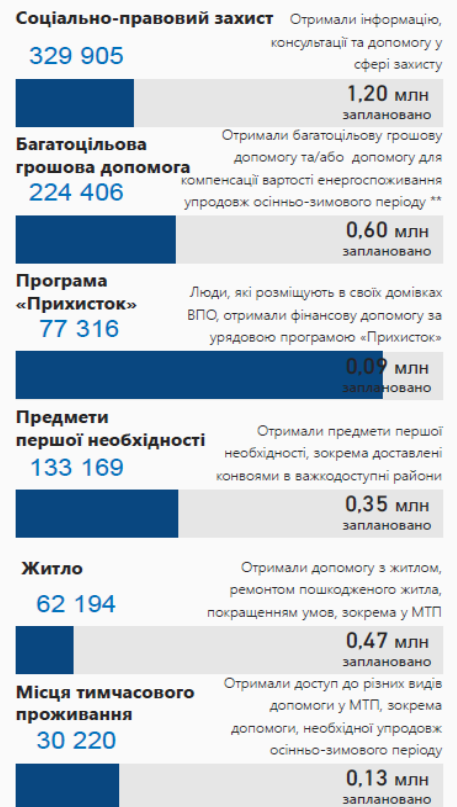 Соціально-правовий захист
Отримали інформацію,
консультації та допомогу у
сфері захисту
329 905
1,20 млн
заплановано
Багатоцільова
грошова допомога
Отримали багатоцільову грошову
допомогу та/або допомогу для
компенсації вартості енергоспоживання
упродовж осінньо-зимового періоду **
224 406
0,60 млн
заплановано
Програма
«Прихисток»
Люди, які розміщують в своїх домівках
ВПО, отримали фінансову допомогу за
урядовою програмою «Прихисток»
77 316
0,09 млн
заплановано
Предмети
першої необхідності
Отримали предмети першої
необхідності, зокрема доставлені
конвоями в важкодоступні райони
133 169
0,35 млн
заплановано
Житло
Отримали допомогу з житлом,
ремонтом пошкодженого житла,
покращенням умов, зокрема у МТП
62 194
0,47 млн
заплановано
Місця тимчасового
проживання
Отримали доступ до різних видів
допомоги у МТП, зокрема
допомоги, необхідної упродовж
осінньо-зимового періоду
30 220
0,13 млн
заплановано